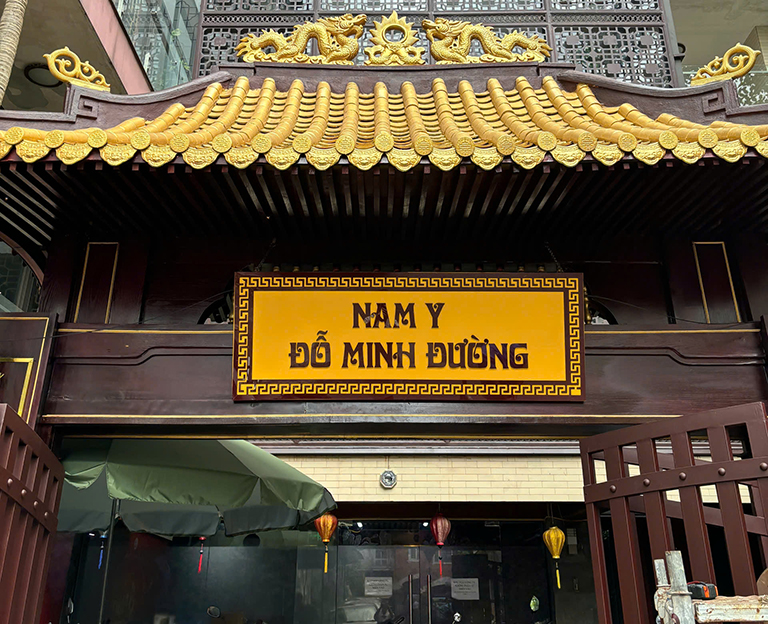 NAM Y
ĐỖ MINH ĐƯỜNG